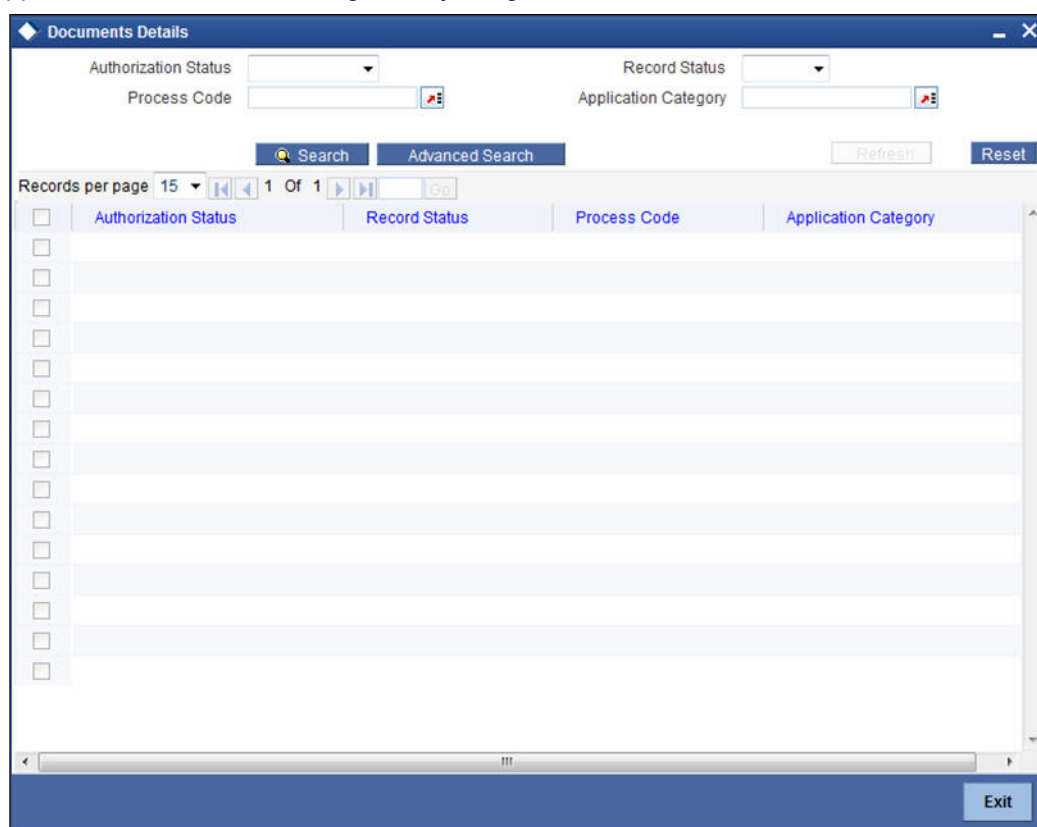 Documents Details
Authorization Status Record Status
Process Code Application Category
Search Advanced Search Refresh Reset
Records per page 15 1 Of 1 Go
Authorization Status Record Status Process Code Application Category
Exit